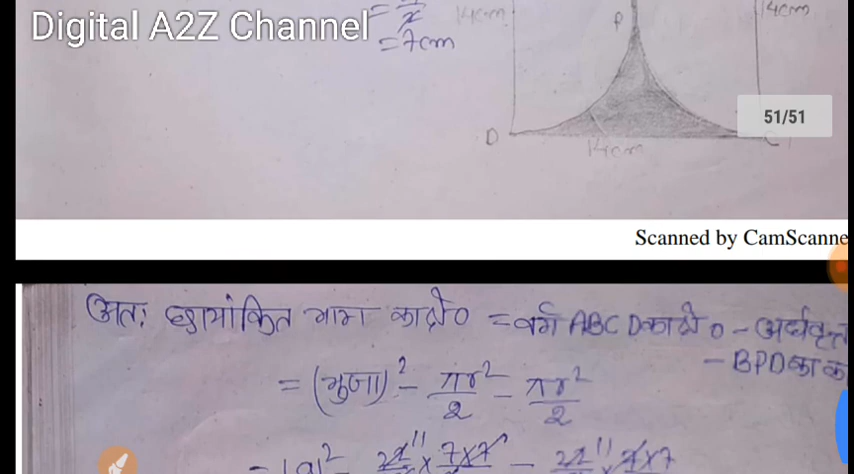 Digital A2Z Channel
14cm
14cm
= 7cm
P
51/51
D
14cm
C
Scanned by CamScanne
अतः छायांकित भाग का क्षे० = वर्ग ABCD का क्षे० - अर्धवृत्त
- BPD का क
= (भुजा)² - πr²/2 - πr²/2